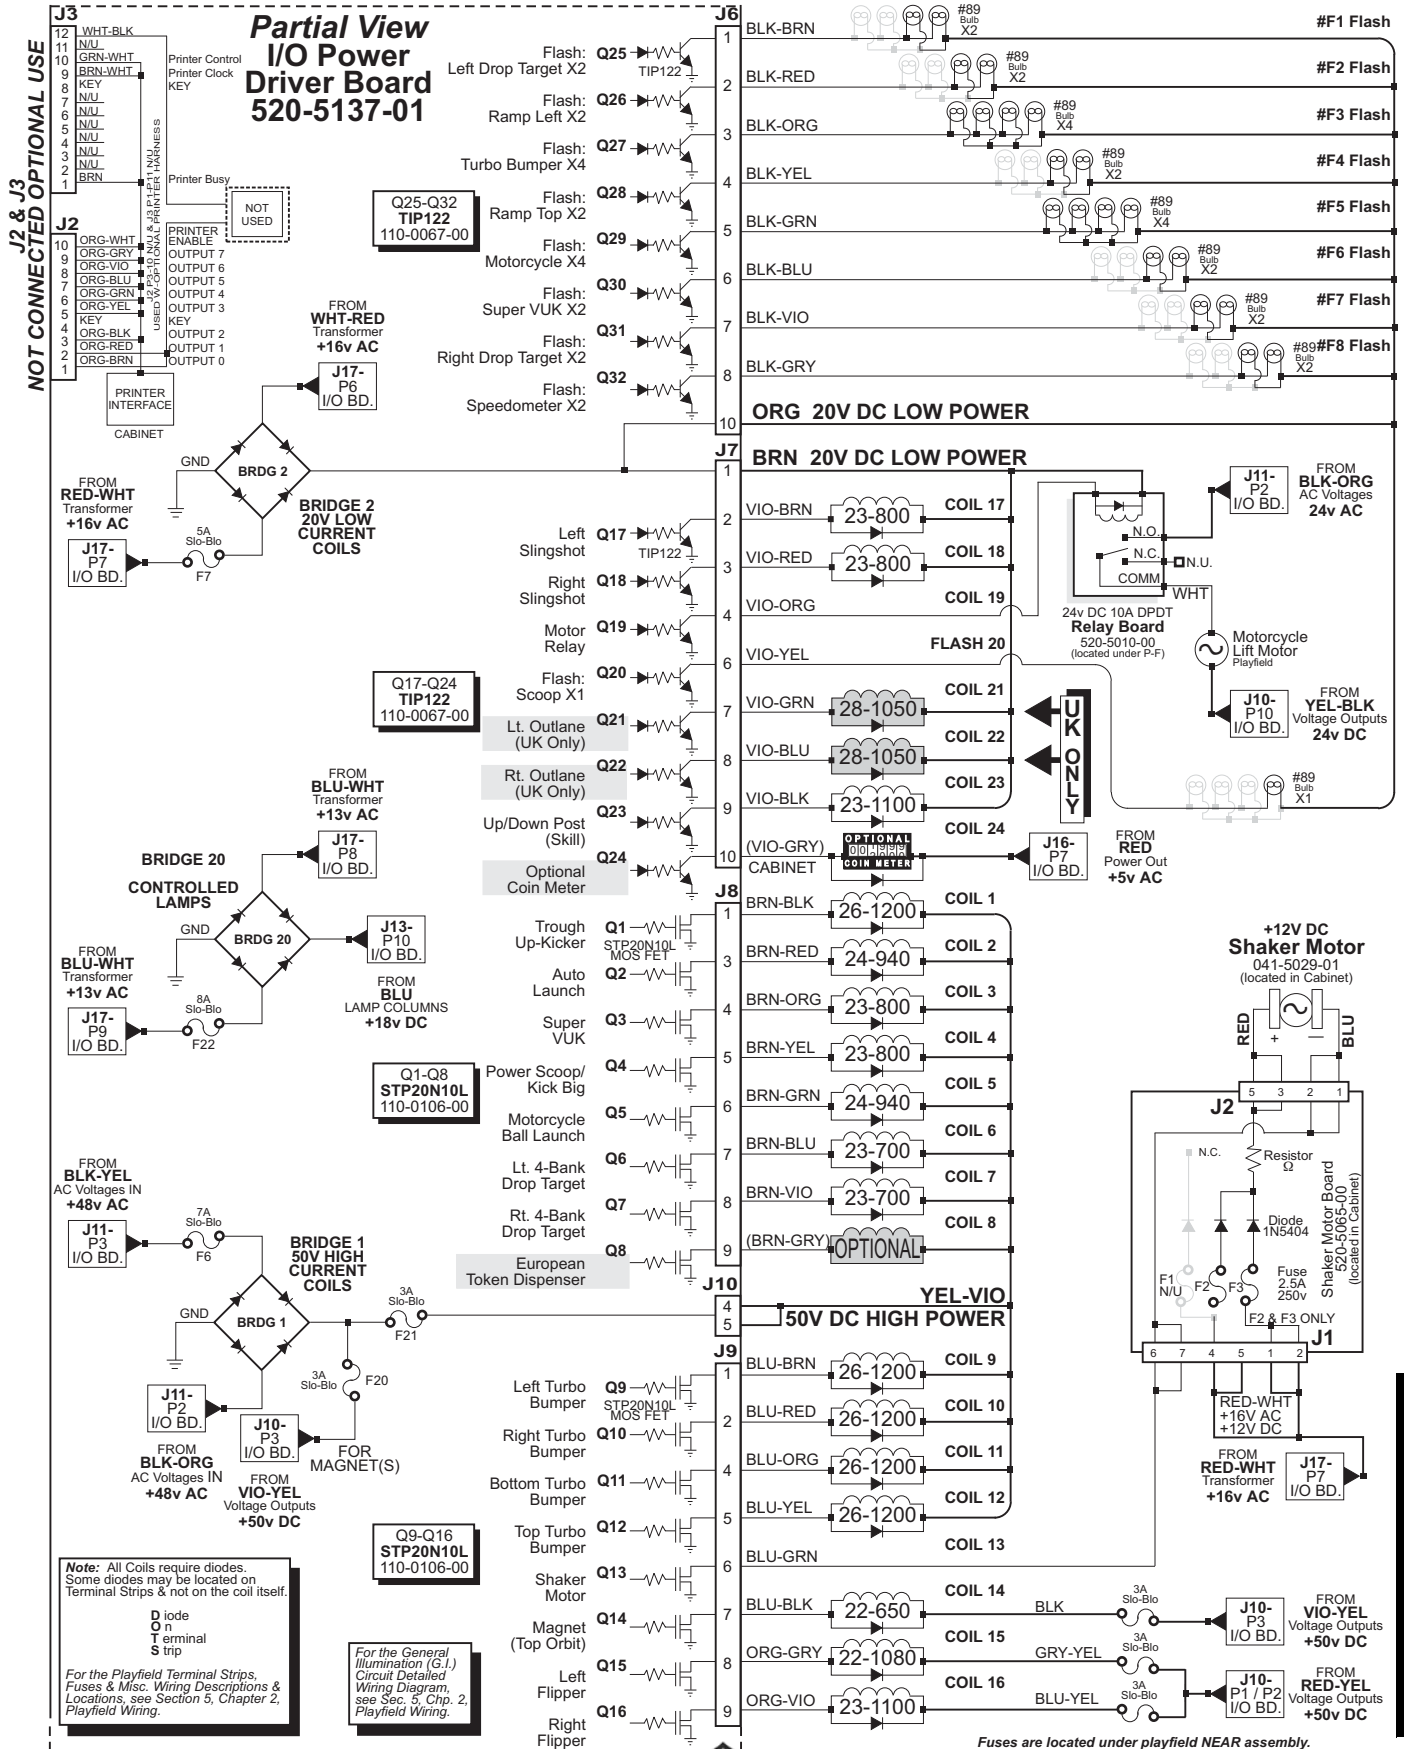 Partial View
I/O Power
Driver Board
520-5137-01
J2 & J3
NOT CONNECTED OPTIONAL USE
J3
12 WHT-BLK
11 N/U
10 GRN-WHT Printer Control
9 BRN-WHT Printer Clock
8 KEY KEY
7 N/U
6 N/U
5 N/U
4 N/U
3 N/U
2 N/U
1 BRN Printer Busy
J2 P3-10 N/U & J3 P1-P11 N/U
USED W-OPTIONAL PRINTER HARNESS
NOT
USED
J2
PRINTER
ENABLE
10 ORG-WHT
9 ORG-GRY OUTPUT 7
8 ORG-VIO OUTPUT 6
7 ORG-BLU OUTPUT 5
6 ORG-GRN OUTPUT 4
5 ORG-YEL OUTPUT 3
4 KEY KEY
3 ORG-BLK OUTPUT 2
2 ORG-RED OUTPUT 1
1 ORG-BRN OUTPUT 0
PRINTER
INTERFACE
CABINET
FROM
WHT-RED
Transformer
+16v AC
J17-
P6
I/O BD.
GND
BRDG 2
BRIDGE 2
20V LOW
CURRENT
COILS
FROM
RED-WHT
Transformer
+16v AC
J17-
P7
I/O BD.
5A
Slo-Blo
F7
FROM
BLU-WHT
Transformer
+13v AC
J17-
P8
I/O BD.
BRIDGE 20
CONTROLLED
LAMPS
GND
BRDG 20
J13-
P10
I/O BD.
FROM
BLU
LAMP COLUMNS
+18v DC
FROM
BLU-WHT
Transformer
+13v AC
J17-
P9
I/O BD.
8A
Slo-Blo
F22
FROM
BLK-YEL
AC Voltages IN
+48v AC
J11-
P3
I/O BD.
7A
Slo-Blo
F6
BRIDGE 1
50V HIGH
CURRENT
COILS
GND
BRDG 1
3A
Slo-Blo
F21
3A
Slo-Blo
F20
J11-
P2
I/O BD.
FROM
BLK-ORG
AC Voltages IN
+48v AC
J10-
P3
I/O BD.
FOR
MAGNET(S)
FROM
VIO-YEL
Voltage Outputs
+50v DC
Note: All Coils require diodes.
Some diodes may be located on
Terminal Strips & not on the coil itself.
D iode
O n
T erminal
S trip
For the Playfield Terminal Strips,
Fuses & Misc. Wiring Descriptions &
Locations, see Section 5, Chapter 2,
Playfield Wiring.
For the General
Illumination (G.I.)
Circuit Detailed
Wiring Diagram,
see Sec. 5, Chp. 2,
Playfield Wiring.
Q25-Q32
TIP122
110-0067-00
Q17-Q24
TIP122
110-0067-00
Q1-Q8
STP20N10L
110-0106-00
Q9-Q16
STP20N10L
110-0106-00
J6
Flash:
Left Drop Target X2 Q25 TIP122 1 BLK-BRN #89 Bulb X2 #F1 Flash
Flash:
Ramp Left X2 Q26 2 BLK-RED #89 Bulb X2 #F2 Flash
Flash:
Turbo Bumper X4 Q27 3 BLK-ORG #89 Bulb X4 #F3 Flash
Flash:
Ramp Top X2 Q28 4 BLK-YEL #89 Bulb X2 #F4 Flash
Flash:
Motorcycle X4 Q29 5 BLK-GRN #89 Bulb X4 #F5 Flash
Flash:
Super VUK X2 Q30 6 BLK-BLU #89 Bulb X2 #F6 Flash
Flash:
Right Drop Target X2 Q31 7 BLK-VIO #89 Bulb X2 #F7 Flash
Flash:
Speedometer X2 Q32 8 BLK-GRY #89 Bulb X2 #F8 Flash
10 ORG 20V DC LOW POWER
J7
1 BRN 20V DC LOW POWER
Left
Slingshot Q17 TIP122 2 VIO-BRN 23-800 COIL 17
Right
Slingshot Q18 3 VIO-RED 23-800 COIL 18
Motor
Relay Q19 4 VIO-ORG COIL 19
Flash:
Scoop X1 Q20 6 VIO-YEL FLASH 20
Lt. Outlane
(UK Only) Q21 7 VIO-GRN 28-1050 COIL 21
Rt. Outlane
(UK Only) Q22 8 VIO-BLU 28-1050 COIL 22
UK ONLY
Up/Down Post
(Skill) Q23 9 VIO-BLK 23-1100 COIL 23
Optional
Coin Meter Q24 10 (VIO-GRY) CABINET OPTIONAL COIN METER COIL 24
N.O.
N.C.
COMM
N.U.
WHT
24v DC 10A DPDT
Relay Board
520-5010-00
(located under P-F)
J11-
P2
I/O BD.
FROM
BLK-ORG
AC Voltages
24v AC
Motorcycle
Lift Motor
Playfield
J10-
P10
I/O BD.
FROM
YEL-BLK
Voltage Outputs
24v DC
#89
Bulb
X1
J16-
P7
I/O BD.
FROM
RED
Power Out
+5v AC
J8
Trough
Up-Kicker Q1 STP20N10L MOS FET 1 BRN-BLK 26-1200 COIL 1
Auto
Launch Q2 3 BRN-RED 24-940 COIL 2
Super
VUK Q3 4 BRN-ORG 23-800 COIL 3
Power Scoop/
Kick Big Q4 5 BRN-YEL 23-800 COIL 4
Motorcycle
Ball Launch Q5 6 BRN-GRN 24-940 COIL 5
Lt. 4-Bank
Drop Target Q6 7 BRN-BLU 23-700 COIL 6
Rt. 4-Bank
Drop Target Q7 8 BRN-VIO 23-700 COIL 7
European
Token Dispenser Q8 9 (BRN-GRY) OPTIONAL COIL 8
J10
4 YEL-VIO
5 50V DC HIGH POWER
J9
Left Turbo
Bumper Q9 STP20N10L MOS FET 1 BLU-BRN 26-1200 COIL 9
Right Turbo
Bumper Q10 2 BLU-RED 26-1200 COIL 10
Bottom Turbo
Bumper Q11 4 BLU-ORG 26-1200 COIL 11
Top Turbo
Bumper Q12 5 BLU-YEL 26-1200 COIL 12
Shaker
Motor Q13 6 BLU-GRN COIL 13
Magnet
(Top Orbit) Q14 7 BLU-BLK 22-650 COIL 14 BLK 3A Slo-Blo
Left
Flipper Q15 8 ORG-GRY 22-1080 COIL 15 GRY-YEL 3A Slo-Blo
Right
Flipper Q16 9 ORG-VIO 23-1100 COIL 16 BLU-YEL 3A Slo-Blo
J10-
P3
I/O BD.
FROM
VIO-YEL
Voltage Outputs
+50v DC
J10-
P1 / P2
I/O BD.
FROM
RED-YEL
Voltage Outputs
+50v DC
Fuses are located under playfield NEAR assembly.
+12V DC
Shaker Motor
041-5029-01
(located in Cabinet)
RED + — BLU
J2 5 3 2 1
N.C.
Resistor
Ω
Diode
1N5404
F1
N/U
F2
F3
Fuse
2.5A
250v
F2 & F3 ONLY
Shaker Motor Board
520-5065-00
(located in Cabinet)
J1
6 7 4 5 1 2
RED-WHT
+16V AC
+12V DC
FROM
RED-WHT
Transformer
+16v AC
J17-
P7
I/O BD.